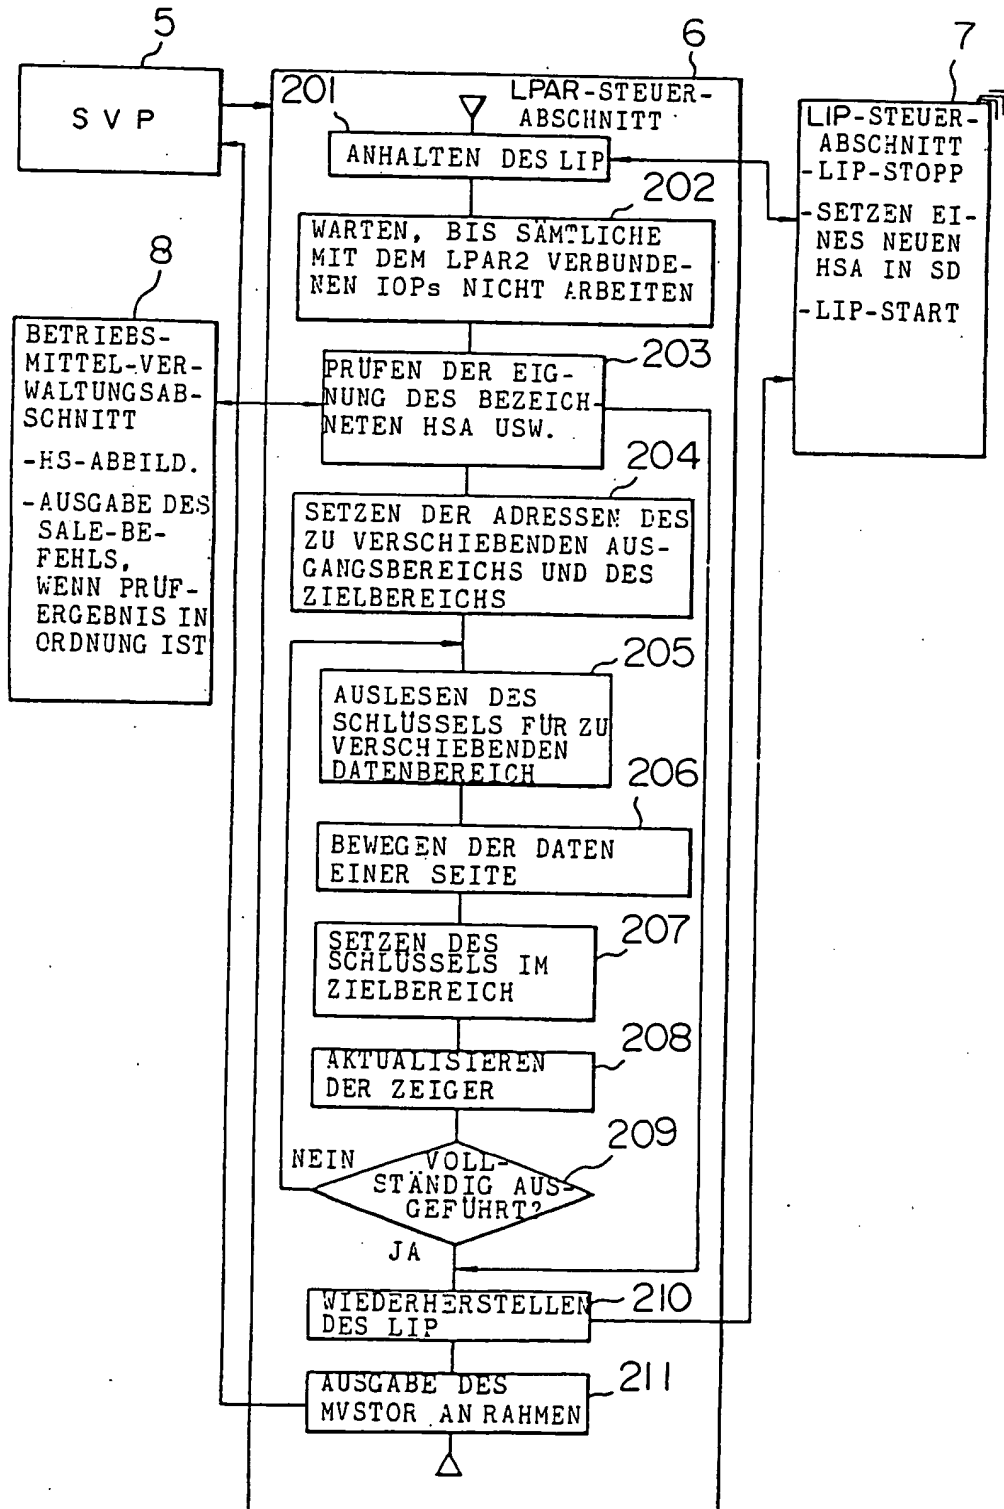 5
SVP
6
LPAR-STEUER-
ABSCHNITT
201
ANHALTEN DES LIP
7
LIP-STEUER-
ABSCHNITT
-LIP-STOPP
-SETZEN EI-
NES NEUEN
HSA IN SD
-LIP-START
202
WARTEN, BIS SÄMTLICHE
MIT DEM LPAR2 VERBUNDE-
NEN IOPs NICHT ARBEITEN
8
BETRIEBS-
MITTEL-VER-
WALTUNGSAB-
SCHNITT
-HS-ABBILD.
-AUSGABE DES
SALE-BE-
FEHLS,
WENN PRÜF-
ERGEBNIS IN
ORDNUNG IST
203
PRÜFEN DER EIG-
NUNG DES BEZEICH-
NETEN HSA USW.
204
SETZEN DER ADRESSEN DES
ZU VERSCHIEBENDEN AUS-
GANGSBEREICHS UND DES
ZIELBEREICHS
205
AUSLESEN DES
SCHLÜSSELS FÜR ZU
VERSCHIEBENDEN
DATENBEREICH
206
BEWEGEN DER DATEN
EINER SEITE
207
SETZEN DES
SCHLÜSSELS IM
ZIELBEREICH
208
AKTUALISIEREN
DER ZEIGER
209
NEIN
VOLL-
STÄNDIG AUS-
GEFÜHRT?
JA
210
WIEDERHERSTELLEN
DES LIP
211
AUSGABE DES
MVSTOR AN RAHMEN